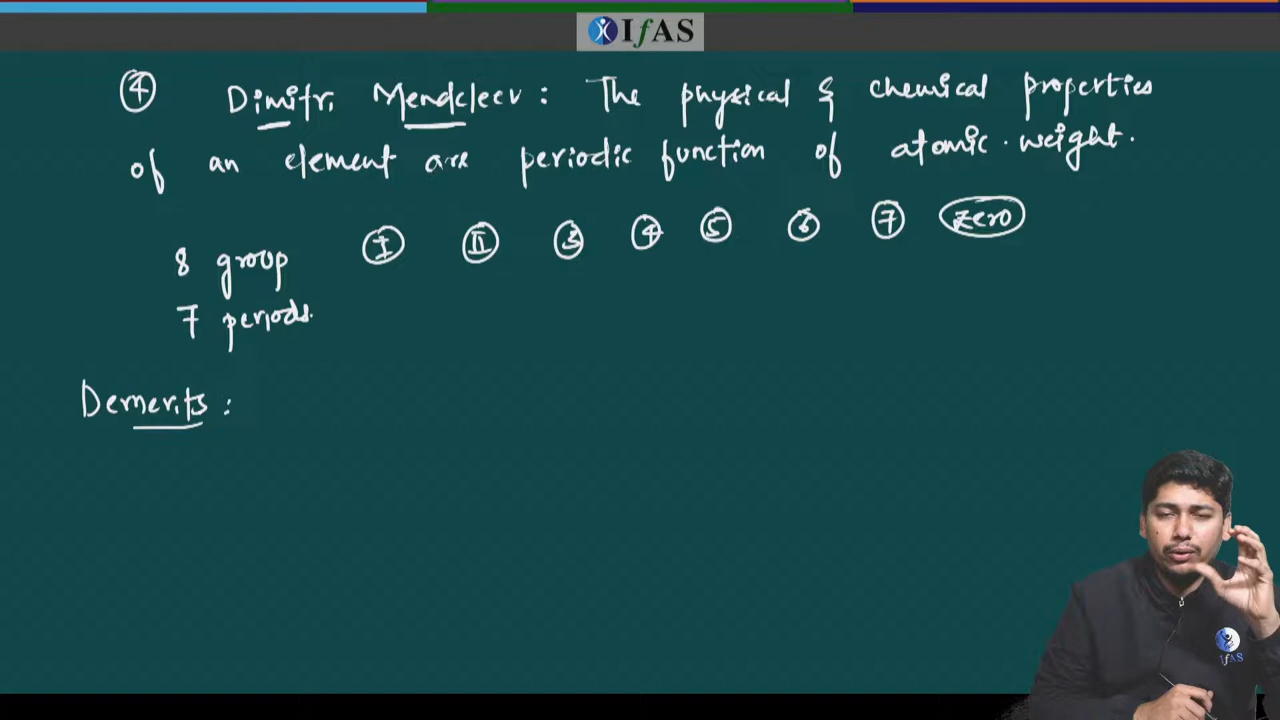 IfAS
④ Dimitri Mendeleev : The physical & chemical properties
of an element are periodic function of atomic. weight.
8 group Ⅰ Ⅱ 3 4 5 6 7 zero
7 periods.
Demerits :
IfAS